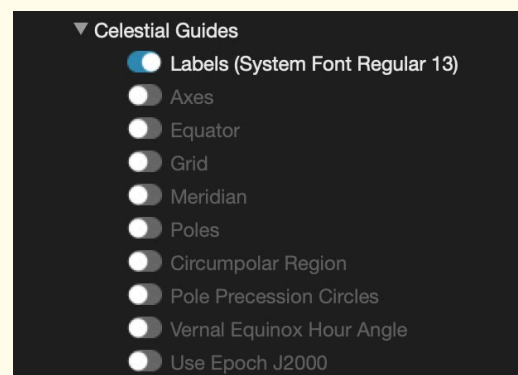 Celestial Guides
Labels (System Font Regular 13)
Axes
Equator
Grid
Meridian
Poles
Circumpolar Region
Pole Precession Circles
Vernal Equinox Hour Angle
Use Epoch J2000